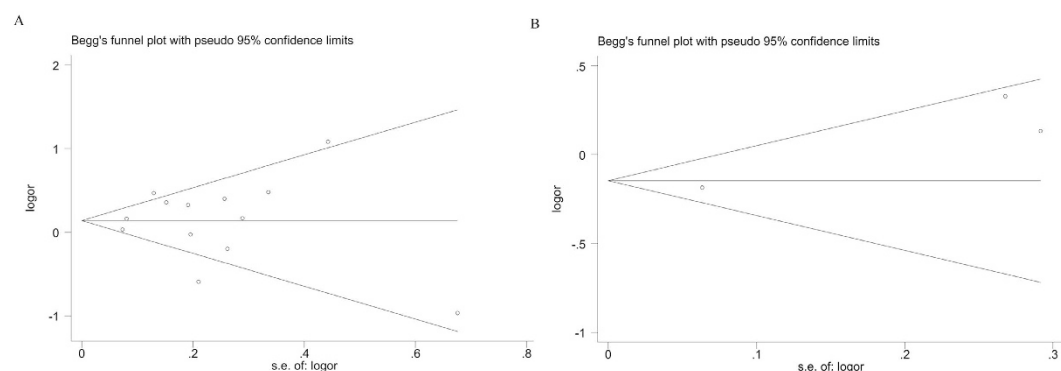 A
Begg's funnel plot with pseudo 95% confidence limits
2
1
0
-1
logor
0
.2
.4
.6
.8
s.e. of: logor
B
Begg's funnel plot with pseudo 95% confidence limits
.5
0
-.5
-1
logor
0
.1
.2
.3
s.e. of: logor